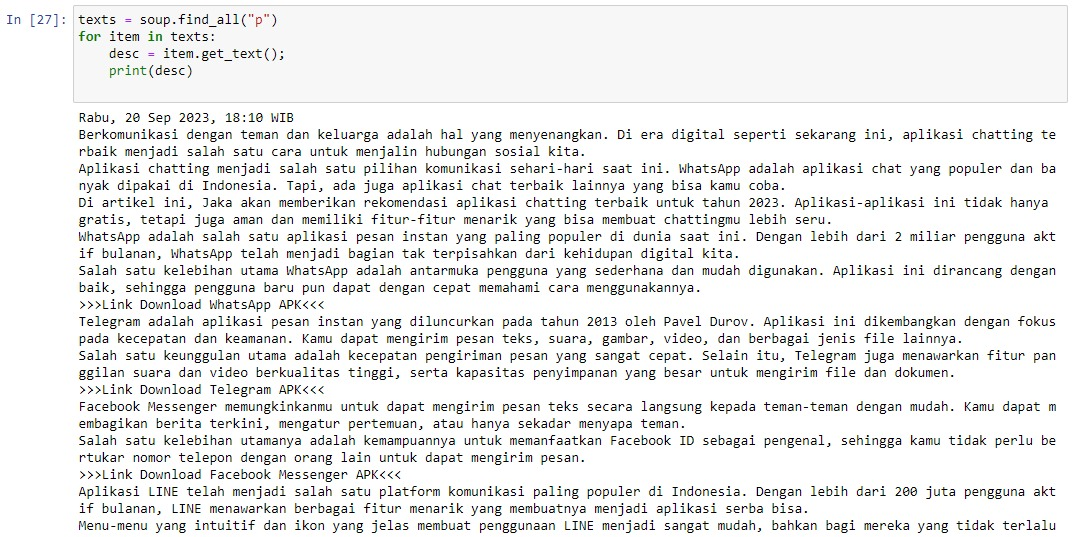 In [27]: texts = soup.find_all("p")
for item in texts:
    desc = item.get_text();
    print(desc)
Rabu, 20 Sep 2023, 18:10 WIB
Berkomunikasi dengan teman dan keluarga adalah hal yang menyenangkan. Di era digital seperti sekarang ini, aplikasi chatting te
rbaik menjadi salah satu cara untuk menjalin hubungan sosial kita.
Aplikasi chatting menjadi salah satu pilihan komunikasi sehari-hari saat ini. WhatsApp adalah aplikasi chat yang populer dan ba
nyak dipakai di Indonesia. Tapi, ada juga aplikasi chat terbaik lainnya yang bisa kamu coba.
Di artikel ini, Jaka akan memberikan rekomendasi aplikasi chatting terbaik untuk tahun 2023. Aplikasi-aplikasi ini tidak hanya
gratis, tetapi juga aman dan memiliki fitur-fitur menarik yang bisa membuat chattingmu lebih seru.
WhatsApp adalah salah satu aplikasi pesan instan yang paling populer di dunia saat ini. Dengan lebih dari 2 miliar pengguna akt
if bulanan, WhatsApp telah menjadi bagian tak terpisahkan dari kehidupan digital kita.
Salah satu kelebihan utama WhatsApp adalah antarmuka pengguna yang sederhana dan mudah digunakan. Aplikasi ini dirancang dengan
baik, sehingga pengguna baru pun dapat dengan cepat memahami cara menggunakannya.
>>>Link Download WhatsApp APK<<<
Telegram adalah aplikasi pesan instan yang diluncurkan pada tahun 2013 oleh Pavel Durov. Aplikasi ini dikembangkan dengan fokus
pada kecepatan dan keamanan. Kamu dapat mengirim pesan teks, suara, gambar, video, dan berbagai jenis file lainnya.
Salah satu keunggulan utama adalah kecepatan pengiriman pesan yang sangat cepat. Selain itu, Telegram juga menawarkan fitur pan
ggilan suara dan video berkualitas tinggi, serta kapasitas penyimpanan yang besar untuk mengirim file dan dokumen.
>>>Link Download Telegram APK<<<
Facebook Messenger memungkinkanmu untuk dapat mengirim pesan teks secara langsung kepada teman-teman dengan mudah. Kamu dapat m
embagikan berita terkini, mengatur pertemuan, atau hanya sekadar menyapa teman.
Salah satu kelebihan utamanya adalah kemampuannya untuk memanfaatkan Facebook ID sebagai pengenal, sehingga kamu tidak perlu be
rtukar nomor telepon dengan orang lain untuk dapat mengirim pesan.
>>>Link Download Facebook Messenger APK<<<
Aplikasi LINE telah menjadi salah satu platform komunikasi paling populer di Indonesia. Dengan lebih dari 200 juta pengguna akt
if bulanan, LINE menawarkan berbagai fitur menarik yang membuatnya menjadi aplikasi serba bisa.
Menu-menu yang intuitif dan ikon yang jelas membuat penggunaan LINE menjadi sangat mudah, bahkan bagi mereka yang tidak terlalu